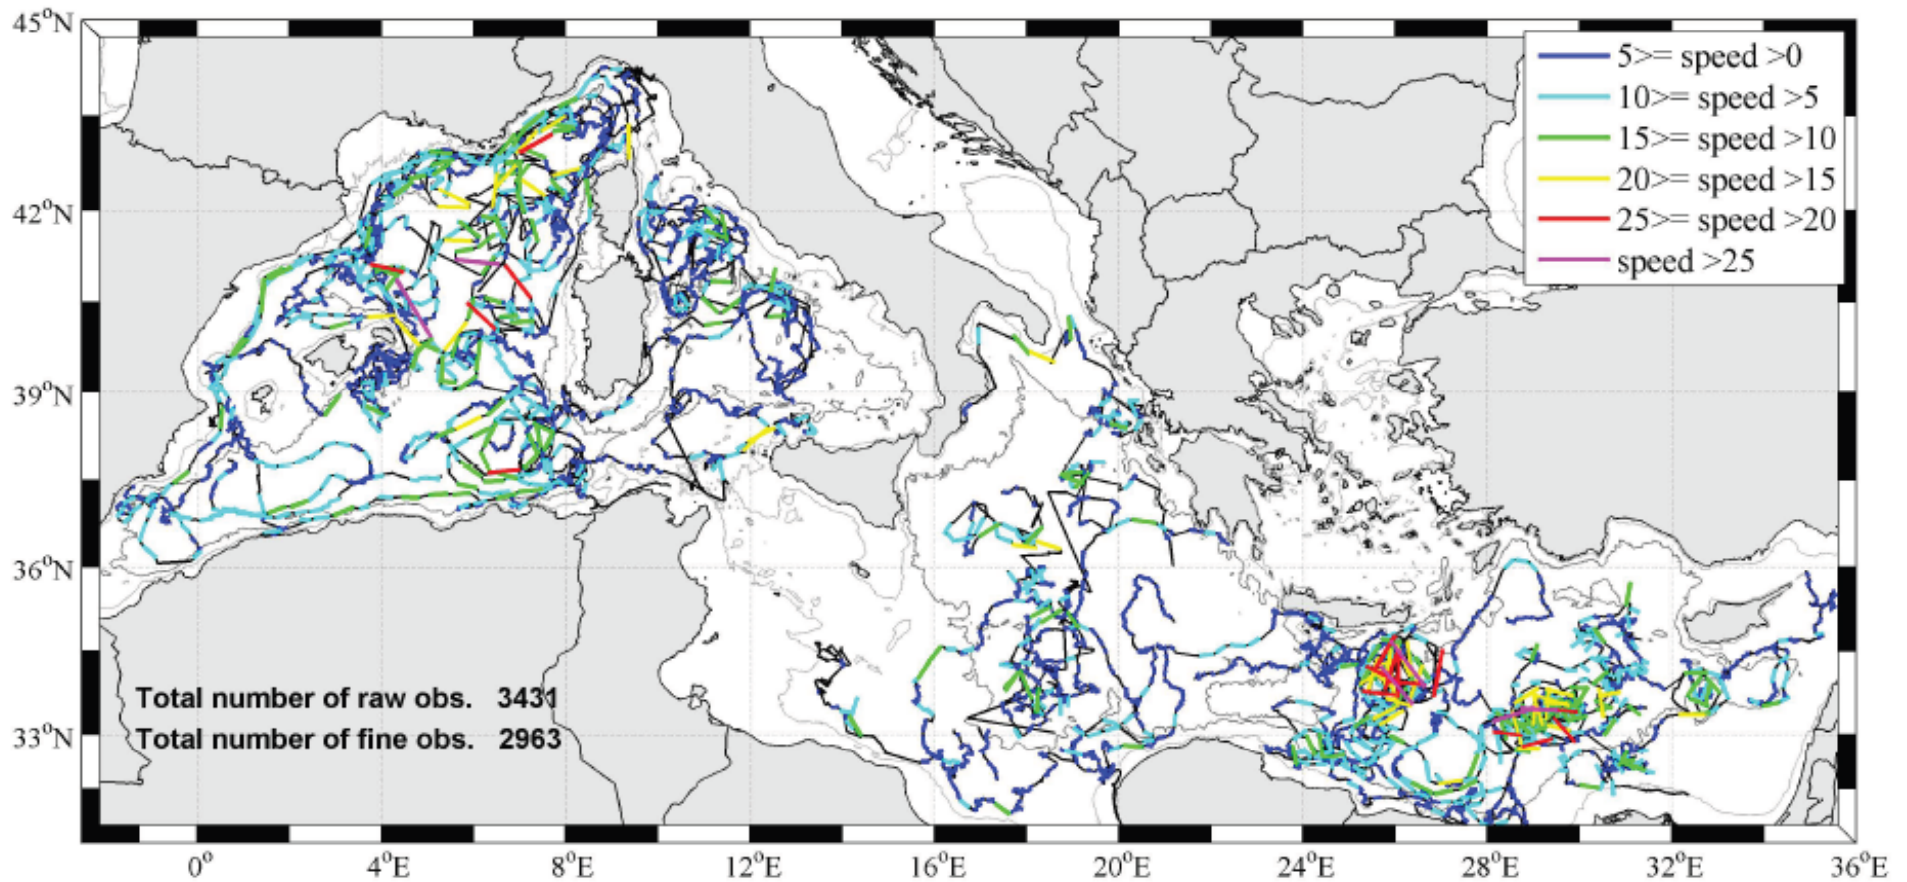 45°N
42°N
39°N
36°N
33°N
5>= speed >0
10>= speed >5
15>= speed >10
20>= speed >15
25>= speed >20
speed >25
Total number of raw obs. 3431
Total number of fine obs. 2963
0° 4°E 8°E 12°E 16°E 20°E 24°E 28°E 32°E 36°E